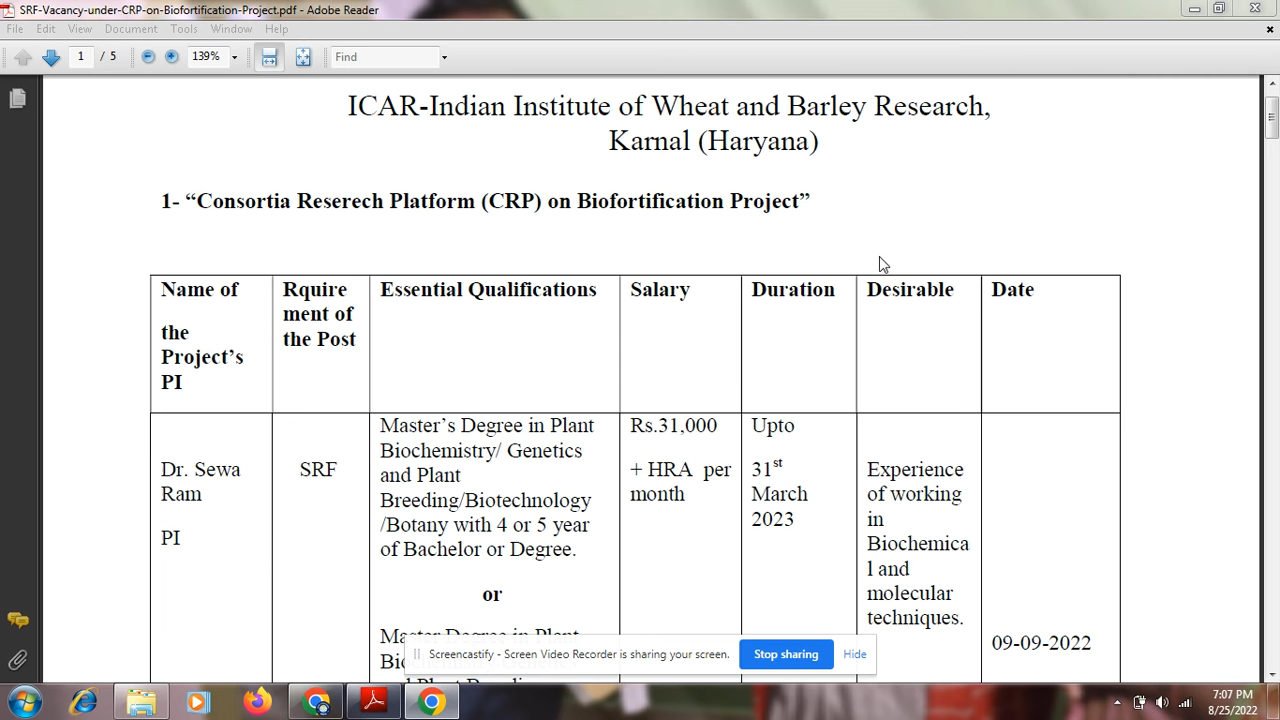 SRF-Vacancy-under-CRP-on-Biofortification-Project.pdf - Adobe Reader
File Edit View Document Tools Window Help
1 / 5 139% Find
ICAR-Indian Institute of Wheat and Barley Research,
Karnal (Haryana)
1- “Consortia Reserech Platform (CRP) on Biofortification Project”
Name of
the
Project’s
PI
Rquire
ment of
the Post
Essential Qualifications
Salary
Duration
Desirable
Date
Dr. Sewa
Ram
PI
SRF
Master’s Degree in Plant
Biochemistry/ Genetics
and Plant
Breeding/Biotechnology
/Botany with 4 or 5 year
of Bachelor or Degree.
or
Master Degree in Plant
Rs.31,000
+ HRA per
month
Upto
31st
March
2023
Experience
of working
in
Biochemica
l and
molecular
techniques.
09-09-2022
Screencastify - Screen Video Recorder is sharing your screen. Stop sharing Hide
7:07 PM
8/25/2022